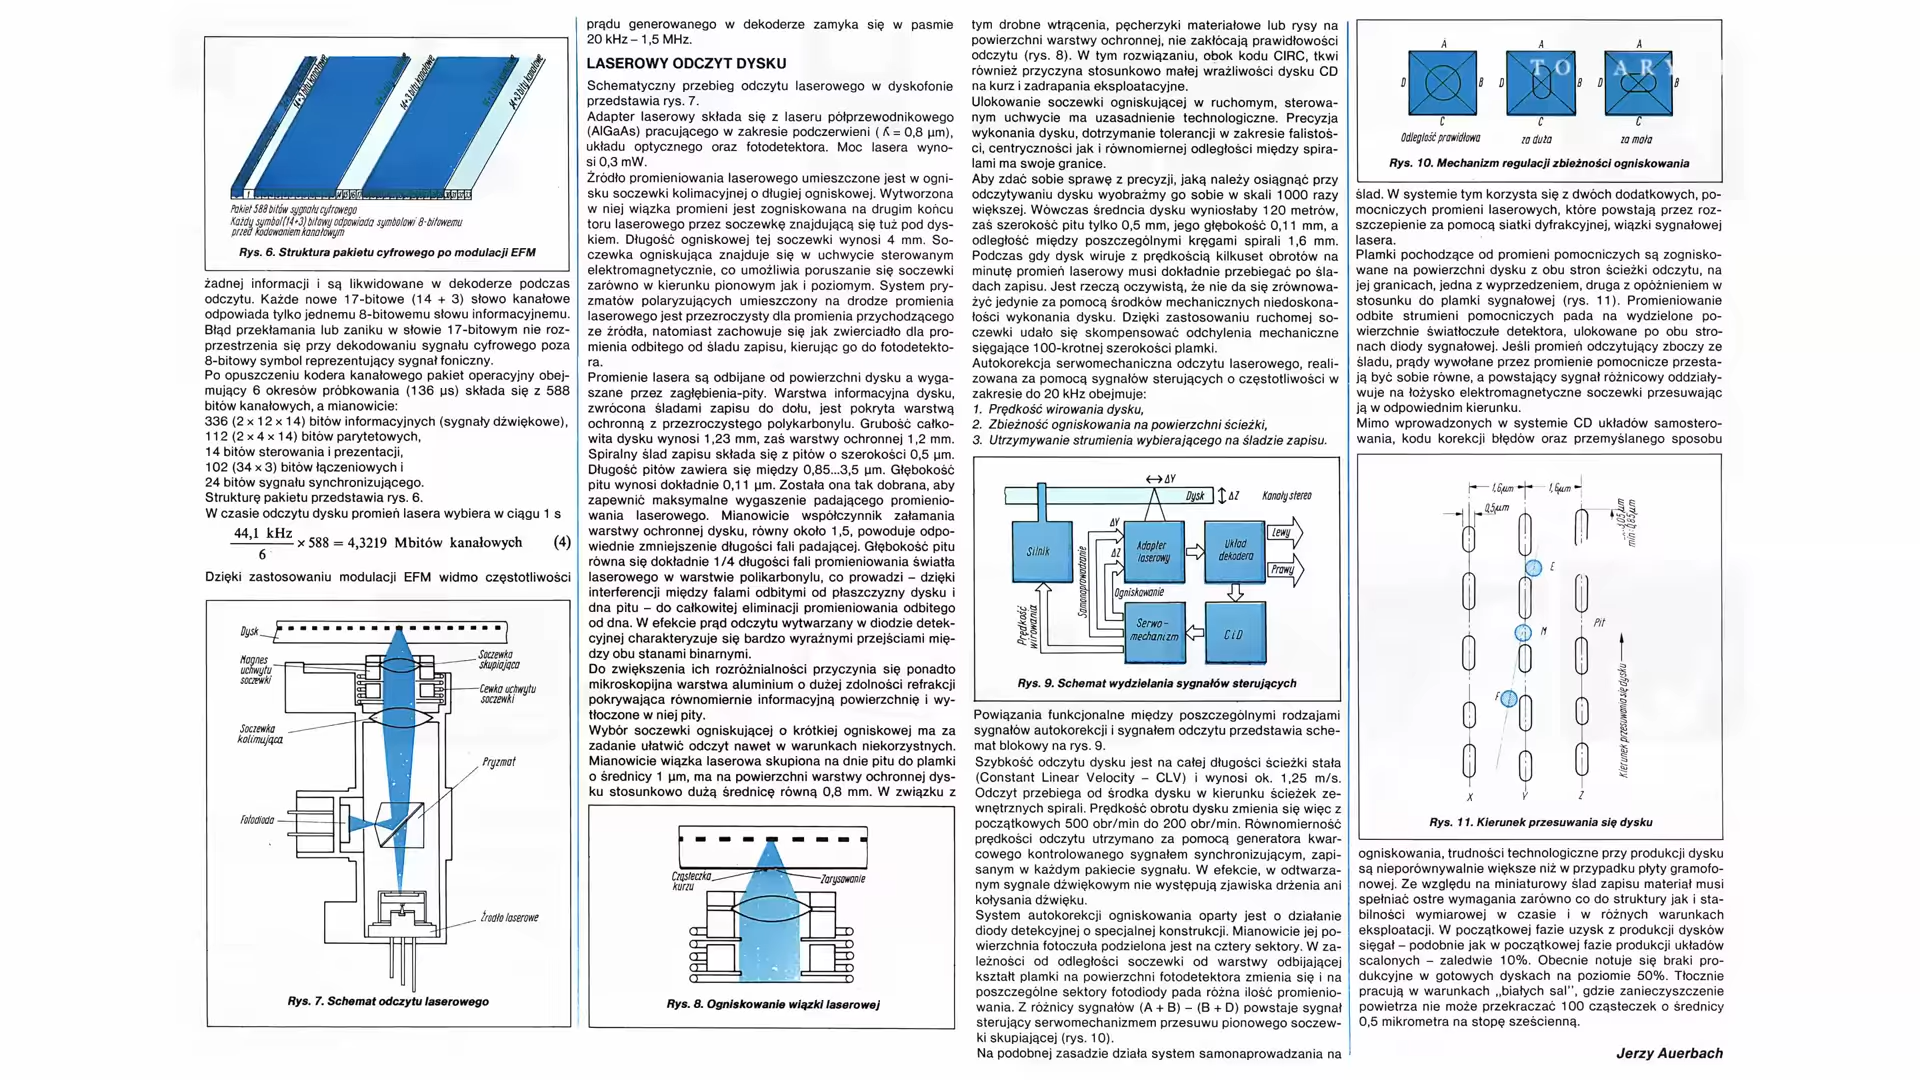 14+3 bity kanałowe
14+3 bity kanałowe
Pakiet 588 bitów sygnału cyfrowego
Każdy symbol (14+3) bitowy odpowiada symbolowi 8-bitowemu
przed kodowaniem kanałowym
Rys. 6. Struktura pakietu cyfrowego po modulacji EFM
żadnej informacji i są likwidowane w dekoderze podczas
odczytu. Każde nowe 17-bitowe (14 + 3) słowo kanałowe
odpowiada tylko jednemu 8-bitowemu słowu informacyjnemu.
Błąd przekłamania lub zaniku w słowie 17-bitowym nie roz-
przestrzenia się przy dekodowaniu sygnału cyfrowego poza
8-bitowy symbol reprezentujący sygnał foniczny.
Po opuszczeniu kodera kanałowego pakiet operacyjny obej-
mujący 6 okresów próbkowania (136 µs) składa się z 588
bitów kanałowych, a mianowicie:
336 (2 x 12 x 14) bitów informacyjnych (sygnały dźwiękowe),
112 (2 x 4 x 14) bitów parytetowych,
14 bitów sterowania i prezentacji,
102 (34 x 3) bitów łączeniowych i
24 bitów sygnału synchronizującego.
Strukturę pakietu przedstawia rys. 6.
W czasie odczytu dysku promień lasera wybiera w ciągu 1 s
44,1 kHz
6
x 588 = 4,3219 Mbitów kanałowych (4)
Dzięki zastosowaniu modulacji EFM widmo częstotliwości
Dysk
Magnes
uchwytu
soczewki
Soczewka
skupiająca
Cewka uchwytu
soczewki
Soczewka
kolimująca
Pryzmat
Fotodioda
Źródło laserowe
Rys. 7. Schemat odczytu laserowego
prądu generowanego w dekoderze zamyka się w pasmie
20 kHz – 1,5 MHz.
LASEROWY ODCZYT DYSKU
Schematyczny przebieg odczytu laserowego w dyskofonie
przedstawia rys. 7.
Adapter laserowy składa się z laseru półprzewodnikowego
(AlGaAs) pracującego w zakresie podczerwieni ( ʎ = 0,8 µm),
układu optycznego oraz fotodetektora. Moc lasera wyno-
si 0,3 mW.
Źródło promieniowania laserowego umieszczone jest w ogni-
sku soczewki kolimacyjnej o długiej ogniskowej. Wytworzona
w niej wiązka promieni jest zogniskowana na drugim końcu
toru laserowego przez soczewkę znajdującą się tuż pod dys-
kiem. Długość ogniskowej tej soczewki wynosi 4 mm. So-
czewka ogniskująca znajduje się w uchwycie sterowanym
elektromagnetycznie, co umożliwia poruszanie się soczewki
zarówno w kierunku pionowym jak i poziomym. System pry-
zmatów polaryzujących umieszczony na drodze promienia
laserowego jest przezroczysty dla promienia przychodzącego
ze źródła, natomiast zachowuje się jak zwierciadło dla pro-
mienia odbitego od śladu zapisu, kierując go do fotodetekto-
ra.
Promienie lasera są odbijane od powierzchni dysku a wyga-
szane przez zagłębienia-pity. Warstwa informacyjna dysku,
zwrócona śladami zapisu do dołu, jest pokryta warstwą
ochronną z przezroczystego polykarbonylu. Grubość całko-
wita dysku wynosi 1,23 mm, zaś warstwy ochronnej 1,2 mm.
Spiralny ślad zapisu składa się z pitów o szerokości 0,5 µm.
Długość pitów zawiera się między 0,85...3,5 µm. Głębokość
pitu wynosi dokładnie 0,11 µm. Została ona tak dobrana, aby
zapewnić maksymalne wygaszenie padającego promienio-
wania laserowego. Mianowicie współczynnik załamania
warstwy ochronnej dysku, równy około 1,5, powoduje odpo-
wiednie zmniejszenie długości fali padającej. Głębokość pitu
równa się dokładnie 1/4 długości fali promieniowania światła
laserowego w warstwie polikarbonylu, co prowadzi – dzięki
interferencji między falami odbitymi od płaszczyzny dysku i
dna pitu – do całkowitej eliminacji promieniowania odbitego
od dna. W efekcie prąd odczytu wytwarzany w diodzie detek-
cyjnej charakteryzuje się bardzo wyraźnymi przejściami mię-
dzy obu stanami binarnymi.
Do zwiększenia ich rozróżnialności przyczynia się ponadto
mikroskopijna warstwa aluminium o dużej zdolności refrakcji
pokrywająca równomiernie informacyjną powierzchnię i wy-
tłoczone w niej pity.
Wybór soczewki ogniskującej o krótkiej ogniskowej ma za
zadanie ułatwić odczyt nawet w warunkach niekorzystnych.
Mianowicie wiązka laserowa skupiona na dnie pitu do plamki
o średnicy 1 µm, ma na powierzchni warstwy ochronnej dys-
ku stosunkowo dużą średnicę równą 0,8 mm. W związku z
Cząsteczka
kurzu
Zarysowanie
Rys. 8. Ogniskowanie wiązki laserowej
tym drobne wtrącenia, pęcherzyki materiałowe lub rysy na
powierzchni warstwy ochronnej, nie zakłócają prawidłowości
odczytu (rys. 8). W tym rozwiązaniu, obok kodu CIRC, tkwi
również przyczyna stosunkowo małej wrażliwości dysku CD
na kurz i zadrapania eksploatacyjne.
Ulokowanie soczewki ogniskującej w ruchomym, sterowa-
nym uchwycie ma uzasadnienie technologiczne. Precyzja
wykonania dysku, dotrzymanie tolerancji w zakresie falistoś-
ci, centryczności jak i równomiernej odległości między spira-
lami ma swoje granice.
Aby zdać sobie sprawę z precyzji, jaką należy osiągnąć przy
odczytywaniu dysku wyobraźmy go sobie w skali 1000 razy
większej. Wówczas średncia dysku wyniosłaby 120 metrów,
zaś szerokość pitu tylko 0,5 mm, jego głębokość 0,11 mm, a
odległość między poszczególnymi kręgami spirali 1,6 mm.
Podczas gdy dysk wiruje z prędkością kilkuset obrotów na
minutę promień laserowy musi dokładnie przebiegać po śla-
dach zapisu. Jest rzeczą oczywistą, że nie da się zrównowa-
żyć jedynie za pomocą środków mechanicznych niedoskona-
łości wykonania dysku. Dzięki zastosowaniu ruchomej so-
czewki udało się skompensować odchylenia mechaniczne
sięgające 100-krotnej szerokości plamki.
Autokorekcja serwomechaniczna odczytu laserowego, reali-
zowana za pomocą sygnałów sterujących o częstotliwości w
zakresie do 20 kHz obejmuje:
1. Prędkość wirowania dysku,
2. Zbieżność ogniskowania na powierzchni ścieżki,
3. Utrzymywanie strumienia wybierającego na śladzie zapisu.
ΔY
Dysk
ΔZ
Kanały stereo
Silnik
ΔY
ΔZ
Adapter
laserowy
Układ
dekodera
Lewy
Prawy
Samonaprowadzanie
Ogniskowanie
Prędkość
wirowania
Serwo-
mechanizm
CLD
Rys. 9. Schemat wydzielania sygnałów sterujących
Powiązania funkcjonalne między poszczególnymi rodzajami
sygnałów autokorekcji i sygnałem odczytu przedstawia sche-
mat blokowy na rys. 9.
Szybkość odczytu dysku jest na całej długości ścieżki stała
(Constant Linear Velocity – CLV) i wynosi ok. 1,25 m/s.
Odczyt przebiega od środka dysku w kierunku ścieżek ze-
wnętrznych spirali. Prędkość obrotu dysku zmienia się więc z
początkowych 500 obr/min do 200 obr/min. Równomierność
prędkości odczytu utrzymano za pomocą generatora kwar-
cowego kontrolowanego sygnałem synchronizującym, zapi-
sanym w każdym pakiecie sygnału. W efekcie, w odtwarza-
nym sygnale dźwiękowym nie występują zjawiska drżenia ani
kołysania dźwięku.
System autokorekcji ogniskowania oparty jest o działanie
diody detekcyjnej o specjalnej konstrukcji. Mianowicie jej po-
wierzchnia fotoczuła podzielona jest na cztery sektory. W za-
leżności od odległości soczewki od warstwy odbijającej
kształt plamki na powierzchni fotodetektora zmienia się i na
poszczególne sektory fotodiody pada różna ilość promienio-
wania. Z różnicy sygnałów (A + B) – (B + D) powstaje sygnał
sterujący serwomechanizmem przesuwu pionowego soczew-
ki skupiającej (rys. 10).
Na podobnej zasadzie działa system samonaprowadzania na
A
A
A
D
B
D
B
D
B
TO ARY
C
C
C
Odległość prawidłowa
za duża
za mała
Rys. 10. Mechanizm regulacji zbieżności ogniskowania
ślad. W systemie tym korzysta się z dwóch dodatkowych, po-
mocniczych promieni laserowych, które powstają przez roz-
szczepienie za pomocą siatki dyfrakcyjnej, wiązki sygnałowej
lasera.
Plamki pochodzące od promieni pomocniczych są zognisko-
wane na powierzchni dysku z obu stron ścieżki odczytu, na
jej granicach, jedna z wyprzedzeniem, druga z opóźnieniem w
stosunku do plamki sygnałowej (rys. 11). Promieniowanie
odbite strumieni pomocniczych pada na wydzielone po-
wierzchnie światłoczułe detektora, ulokowane po obu stro-
nach diody sygnałowej. Jeśli promień odczytujący zboczy ze
śladu, prądy wywołane przez promienie pomocnicze przesta-
ją być sobie równe, a powstający sygnał różnicowy oddziały-
wuje na łożysko elektromagnetyczne soczewki przesuwając
ją w odpowiednim kierunku.
Mimo wprowadzonych w systemie CD układów samostero-
wania, kodu korekcji błędów oraz przemyślanego sposobu
1,6µm
1,6µm
0,5µm
min 0,85µm
E
M
F
Pit
Kierunek przesuwania się dysku
X
Y
Z
Rys. 11. Kierunek przesuwania się dysku
ogniskowania, trudności technologiczne przy produkcji dysku
są nieporównywalnie większe niż w przypadku płyty gramofo-
nowej. Ze względu na miniaturowy ślad zapisu materiał musi
spełniać ostre wymagania zarówno co do struktury jak i sta-
bilności wymiarowej w czasie i w różnych warunkach
eksploatacji. W początkowej fazie uzysk z produkcji dysków
sięgał – podobnie jak w początkowej fazie produkcji układów
scalonych – zaledwie 10%. Obecnie notuje się braki pro-
dukcyjne w gotowych dyskach na poziomie 50%. Tłocznie
pracują w warunkach „białych sal”, gdzie zanieczyszczenie
powietrza nie może przekraczać 100 cząsteczek o średnicy
0,5 mikrometra na stopę sześcienną.
Jerzy Auerbach